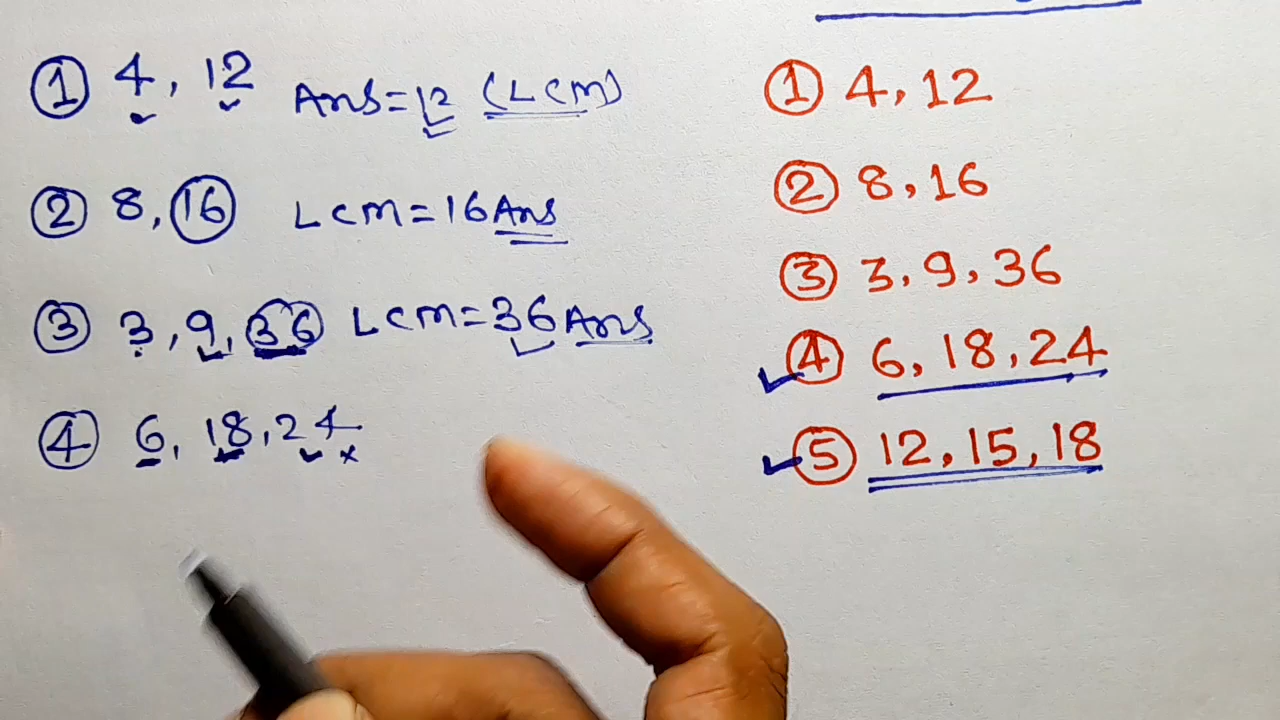 ① 4, 12 Ans=12 (LCM)
② 8, 16 LCM=16 Ans
③ 3, 9, 36 LCM=36 Ans
④ 6, 18, 24 ×
① 4, 12
② 8, 16
③ 3, 9, 36
④ 6, 18, 24
⑤ 12, 15, 18